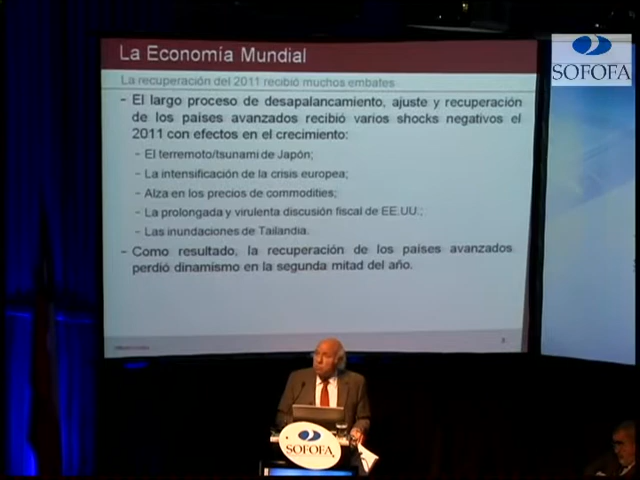 La Economía Mundial
SOFOFA
La recuperación del 2011 recibió muchos embates
- El largo proceso de desapalancamiento, ajuste y recuperación
de los países avanzados recibió varios shocks negativos el
2011 con efectos en el crecimiento:
- El terremoto/tsunami de Japón;
- La intensificación de la crisis europea;
- Alza en los precios de commodities;
- La prolongada y virulenta discusión fiscal de EE.UU.;
- Las inundaciones de Tailandia.
- Como resultado, la recuperación de los países avanzados
perdió dinamismo en la segunda mitad del año.
SOFOFA